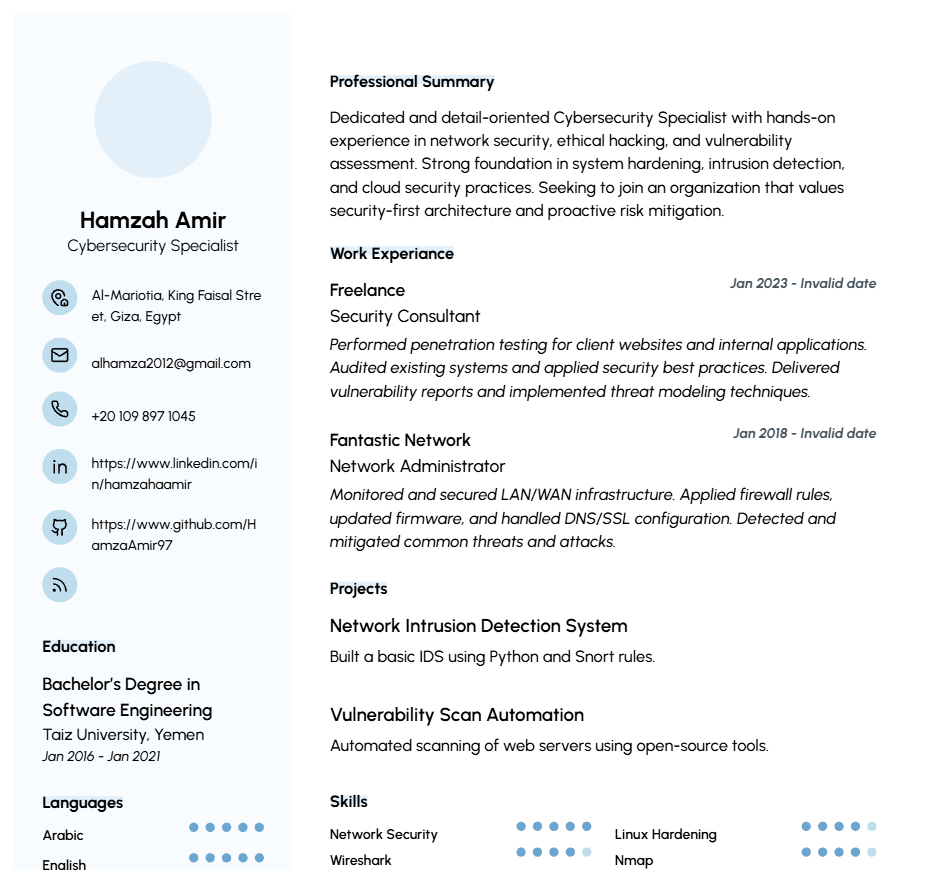 Hamzah Amir
Cybersecurity Specialist
Al-Mariotia, King Faisal Stre
et, Giza, Egypt
alhamza2012@gmail.com
+20 109 897 1045
https://www.linkedin.com/i
n/hamzahaamir
https://www.github.com/H
amzaAmir97
Education
Bachelor's Degree in
Software Engineering
Taiz University, Yemen
Jan 2016 - Jan 2021
Languages
Arabic
English
Professional Summary
Dedicated and detail-oriented Cybersecurity Specialist with hands-on
experience in network security, ethical hacking, and vulnerability
assessment. Strong foundation in system hardening, intrusion detection,
and cloud security practices. Seeking to join an organization that values
security-first architecture and proactive risk mitigation.
Work Experiance
Freelance
Jan 2023 - Invalid date
Security Consultant
Performed penetration testing for client websites and internal applications.
Audited existing systems and applied security best practices. Delivered
vulnerability reports and implemented threat modeling techniques.
Fantastic Network
Jan 2018 - Invalid date
Network Administrator
Monitored and secured LAN/WAN infrastructure. Applied firewall rules,
updated firmware, and handled DNS/SSL configuration. Detected and
mitigated common threats and attacks.
Projects
Network Intrusion Detection System
Built a basic IDS using Python and Snort rules.
Vulnerability Scan Automation
Automated scanning of web servers using open-source tools.
Skills
Network Security
Linux Hardening
Wireshark
Nmap